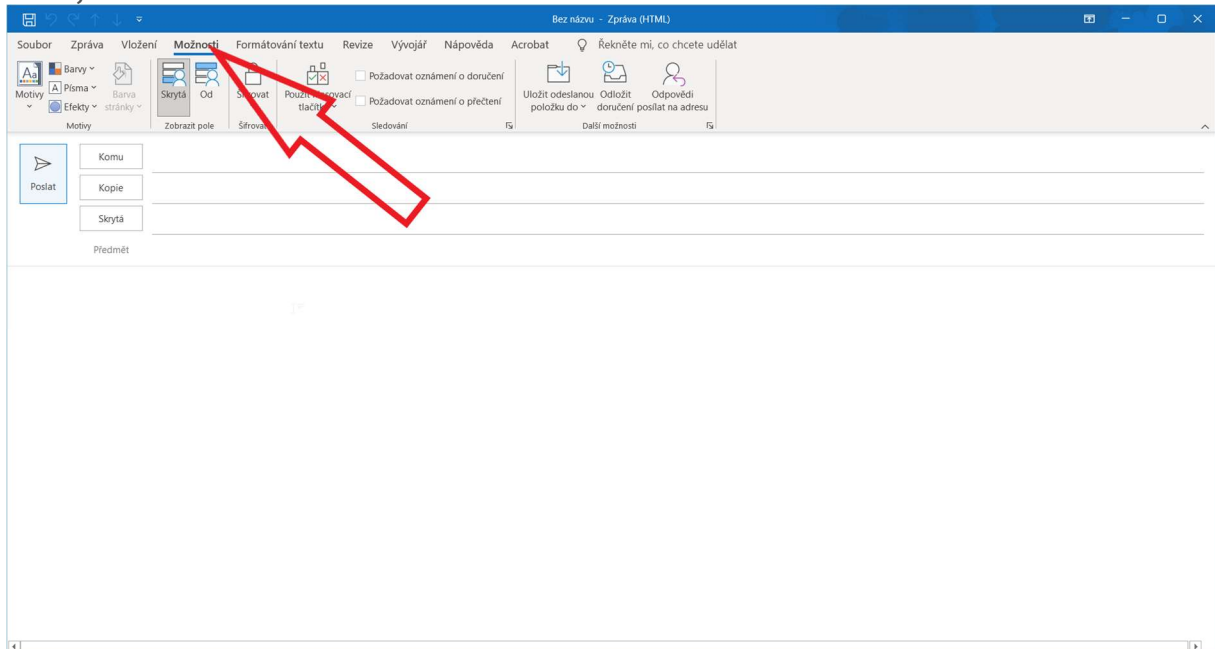 Bez názvu - Zpráva (HTML)
Soubor Zpráva Vložení Možnosti Formátování textu Revize Vývojář Nápověda Acrobat Řekněte mi, co chcete udělat
Motivy
Barvy
Písma
Efekty
Barva
stránky
Motivy
Skrytá Od
Zobrazit pole
Šifrovat
Použít
tlačítka
Požadovat oznámení o doručení
Požadovat oznámení o přečtení
Sledování
Uložit odeslanou
položku do
Odložit
doručení
Odpovědi
posílat na adresu
Další možnosti
Poslat
Komu
Kopie
Skrytá
Předmět